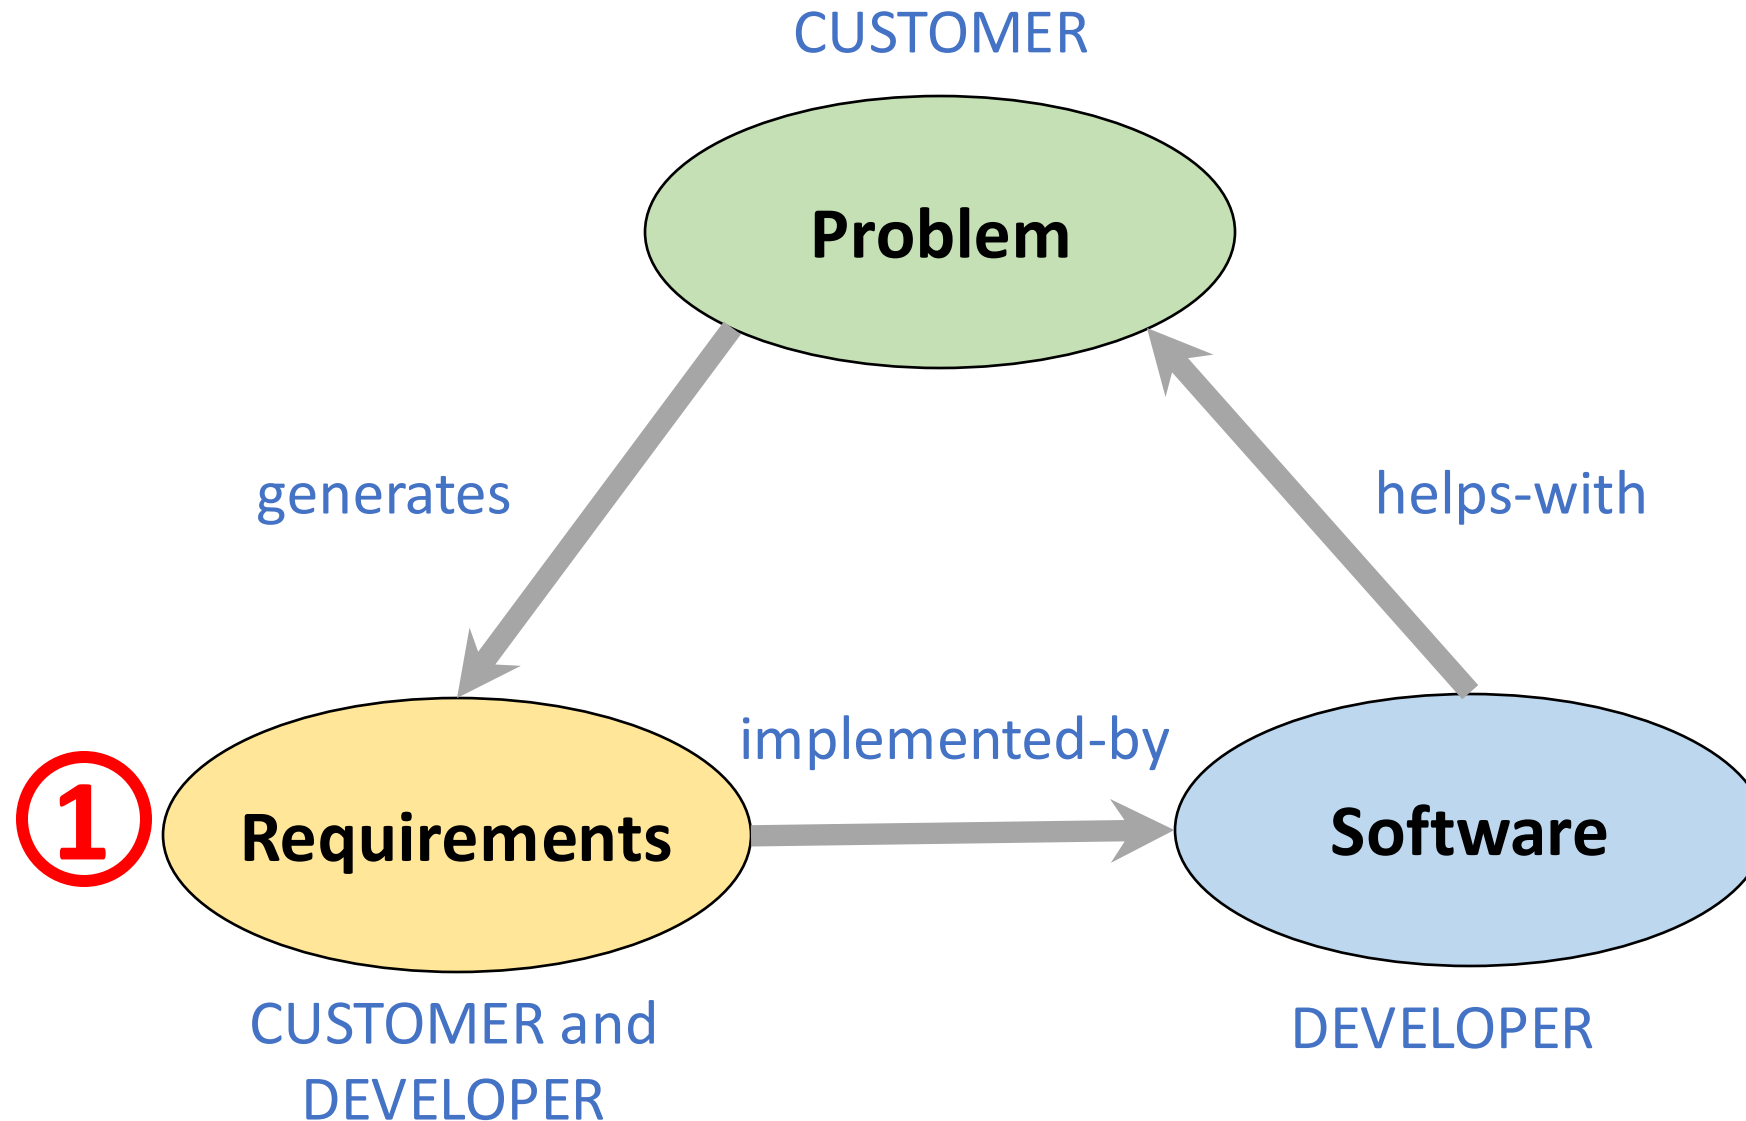 CUSTOMER
Problem
generates
helps-with
implemented-by
1
Requirements
Software
CUSTOMER and
DEVELOPER
DEVELOPER